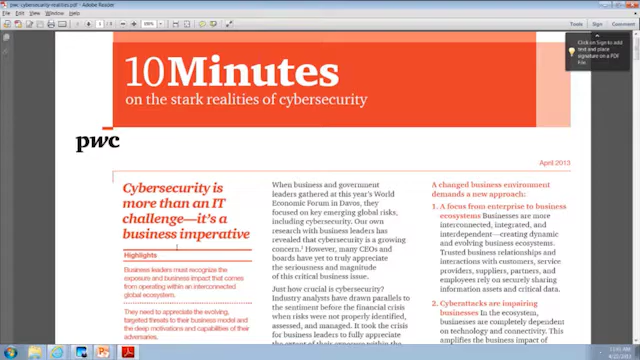 pwc-cybersecurity-realities.pdf - Adobe Reader
File Edit View Window Help
Tools Sign Comment
Click on Sign to add
text and place
signature on a PDF
File.
10Minutes
on the stark realities of cybersecurity
pwc
April 2013
Cybersecurity is
more than an IT
challenge—it's a
business imperative
Highlights
Business leaders must recognize the
exposure and business impact that comes
from operating within an interconnected
global ecosystem.
They need to appreciate the evolving,
targeted threats to their business model and
the deep motivations and capabilities of their
adversaries.
When business and government
leaders gathered at this year's World
Economic Forum in Davos, they
focused on key emerging global risks,
including cybersecurity. Our own
research with business leaders has
revealed that cybersecurity is a growing
concern.¹ However, many CEOs and
boards have yet to truly appreciate
the seriousness and magnitude
of this critical business issue.
Just how crucial is cybersecurity?
Industry analysts have drawn parallels to
the sentiment before the financial crisis
when risks were not properly identified,
assessed, and managed. It took the crisis
for business leaders to fully appreciate
A changed business environment
demands a new approach:
1. A focus from enterprise to business
ecosystems Businesses are more
interconnected, integrated, and
interdependent—creating dynamic
and evolving business ecosystems.
Trusted business relationships and
interactions with customers, service
providers, suppliers, partners, and
employees rely on securely sharing
information assets and critical data.
2. Cyberattacks are impairing
businesses In the ecosystem,
businesses are completely dependent
on technology and connectivity. This
amplifies the business impact of